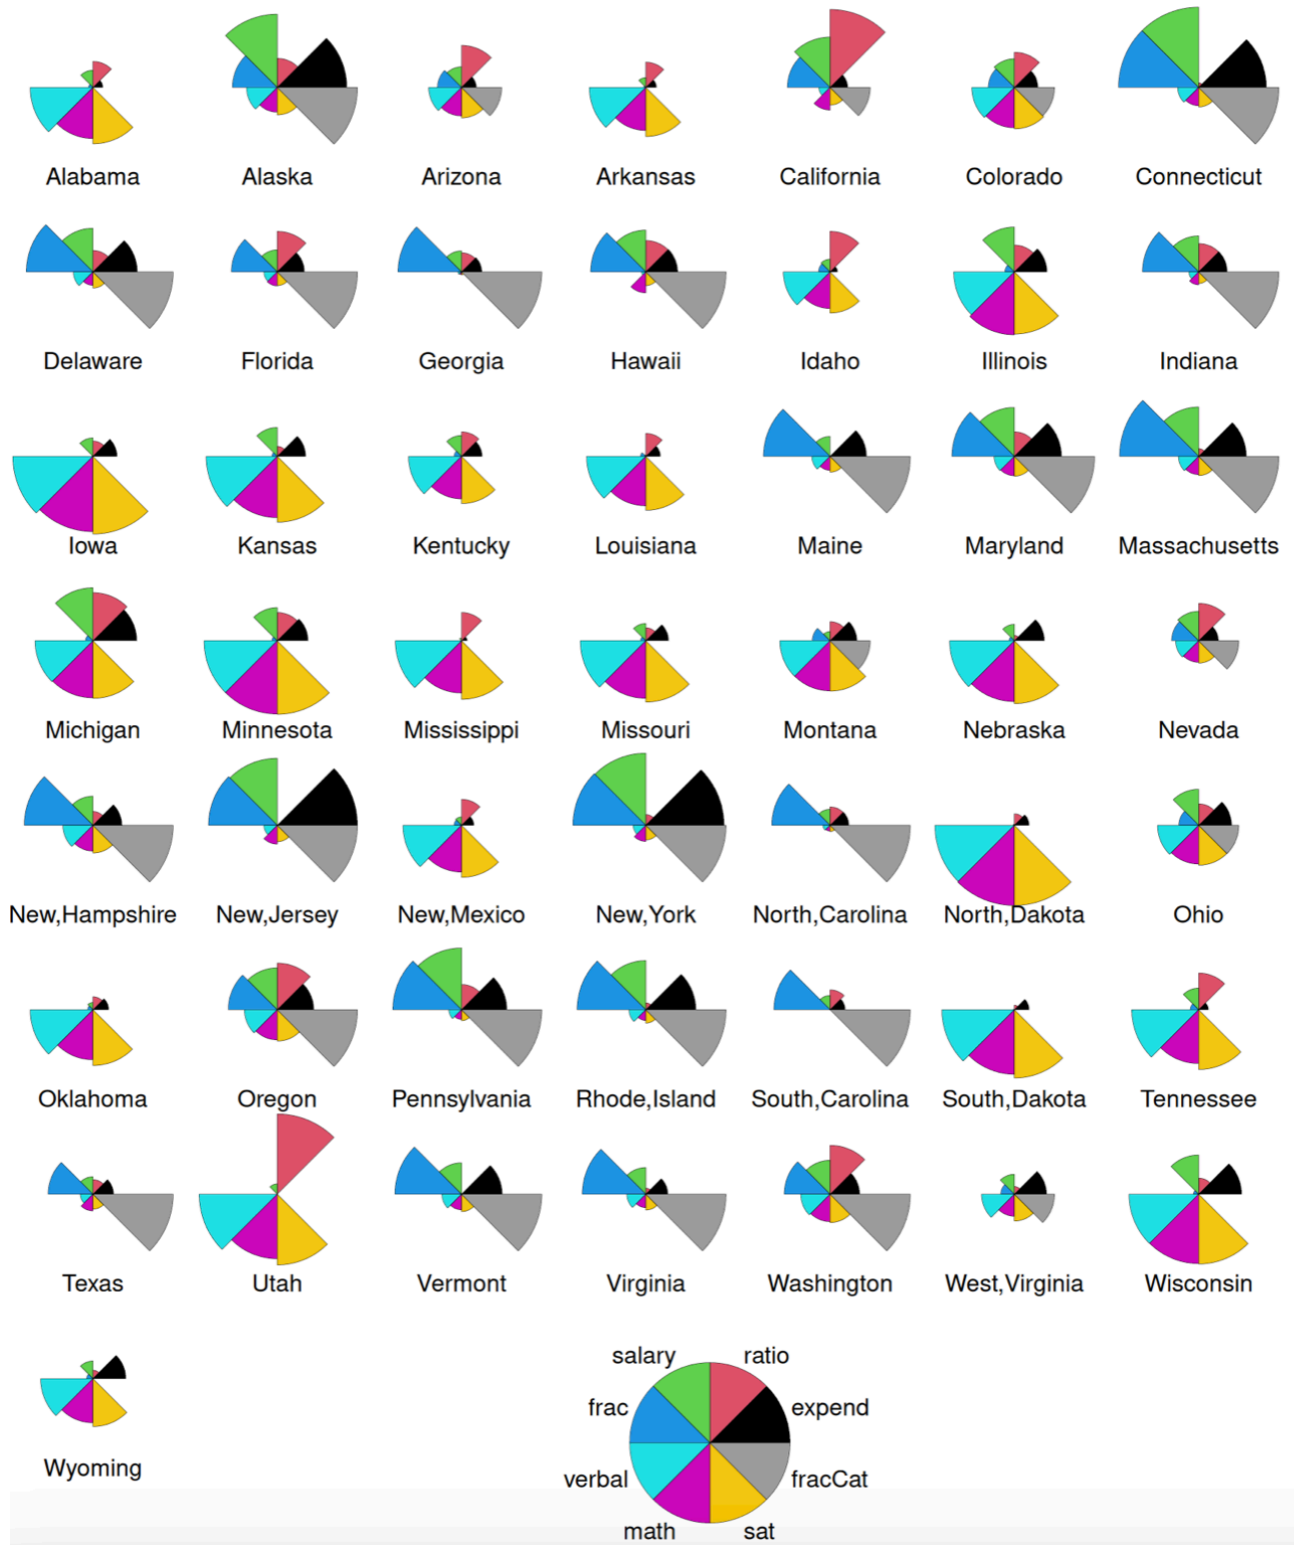 Alabama Alaska Arizona Arkansas California Colorado Connecticut
Delaware Florida Georgia Hawaii Idaho Illinois Indiana
Iowa Kansas Kentucky Louisiana Maine Maryland Massachusetts
Michigan Minnesota Mississippi Missouri Montana Nebraska Nevada
New,Hampshire New,Jersey New,Mexico New,York North,Carolina North,Dakota Ohio
Oklahoma Oregon Pennsylvania Rhode,Island South,Carolina South,Dakota Tennessee
Texas Utah Vermont Virginia Washington West,Virginia Wisconsin
salary ratio
frac expend
Wyoming
verbal fracCat
math sat